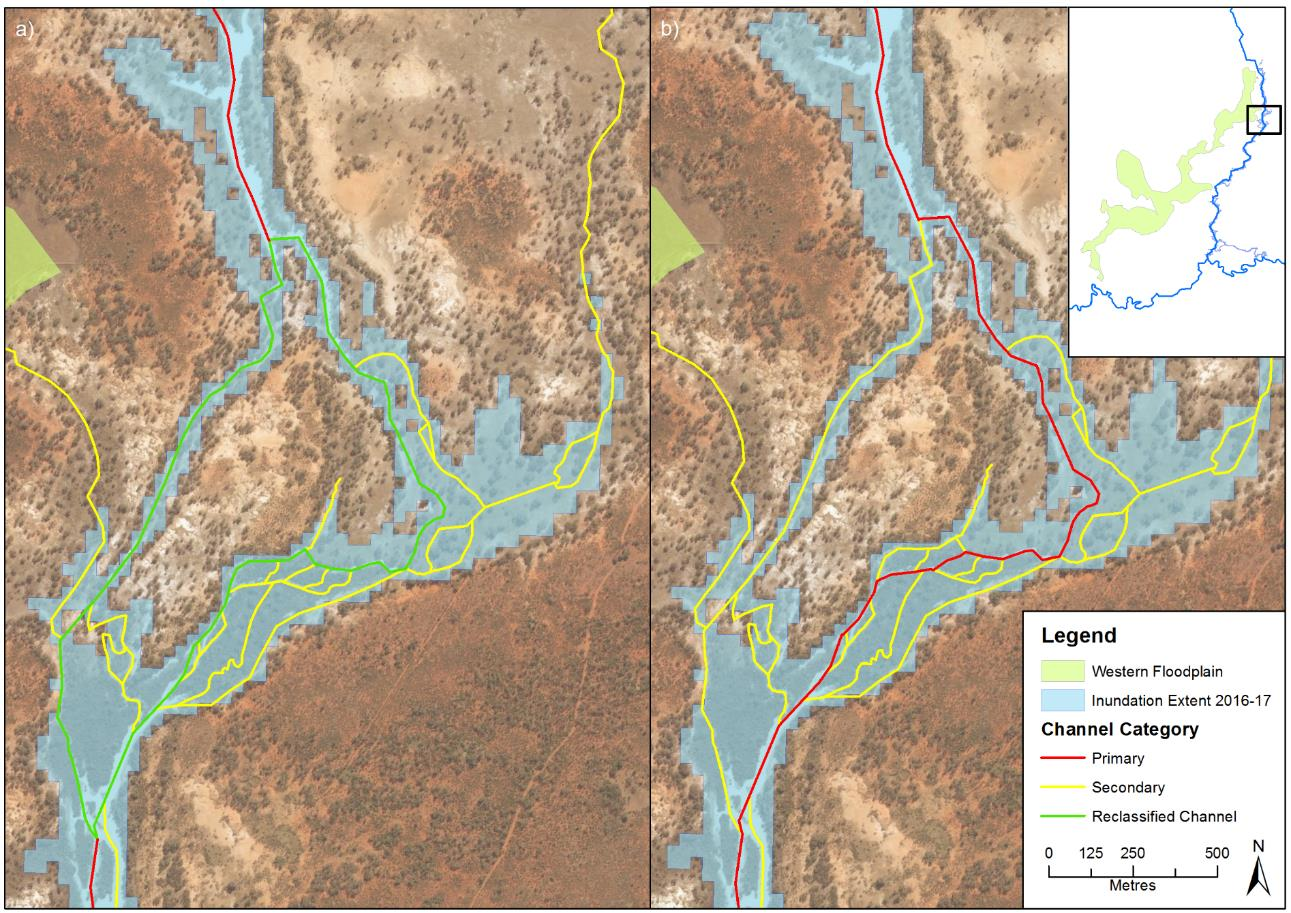 a)
b)
Legend
Western Floodplain
Inundation Extent 2016-17
Channel Category
Primary
Secondary
Reclassified Channel
0 125 250 500
Metres
N